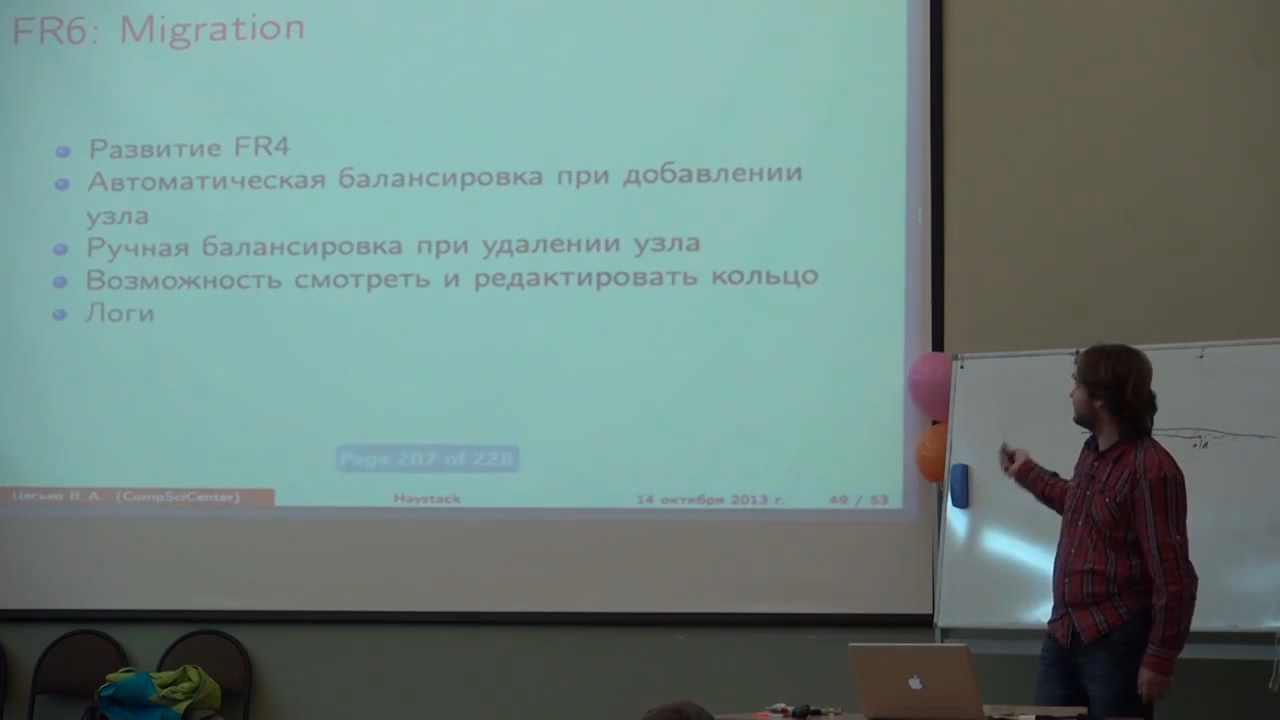 FR6: Migration
Развитие FR4
Автоматическая балансировка при добавлении
узла
Ручная балансировка при удалении узла
Возможность смотреть и редактировать кольцо
Логи
Page 207 of 228
Цесько В. А. (CompSciCenter)
Haystack
14 октября 2013 г.
49 / 53